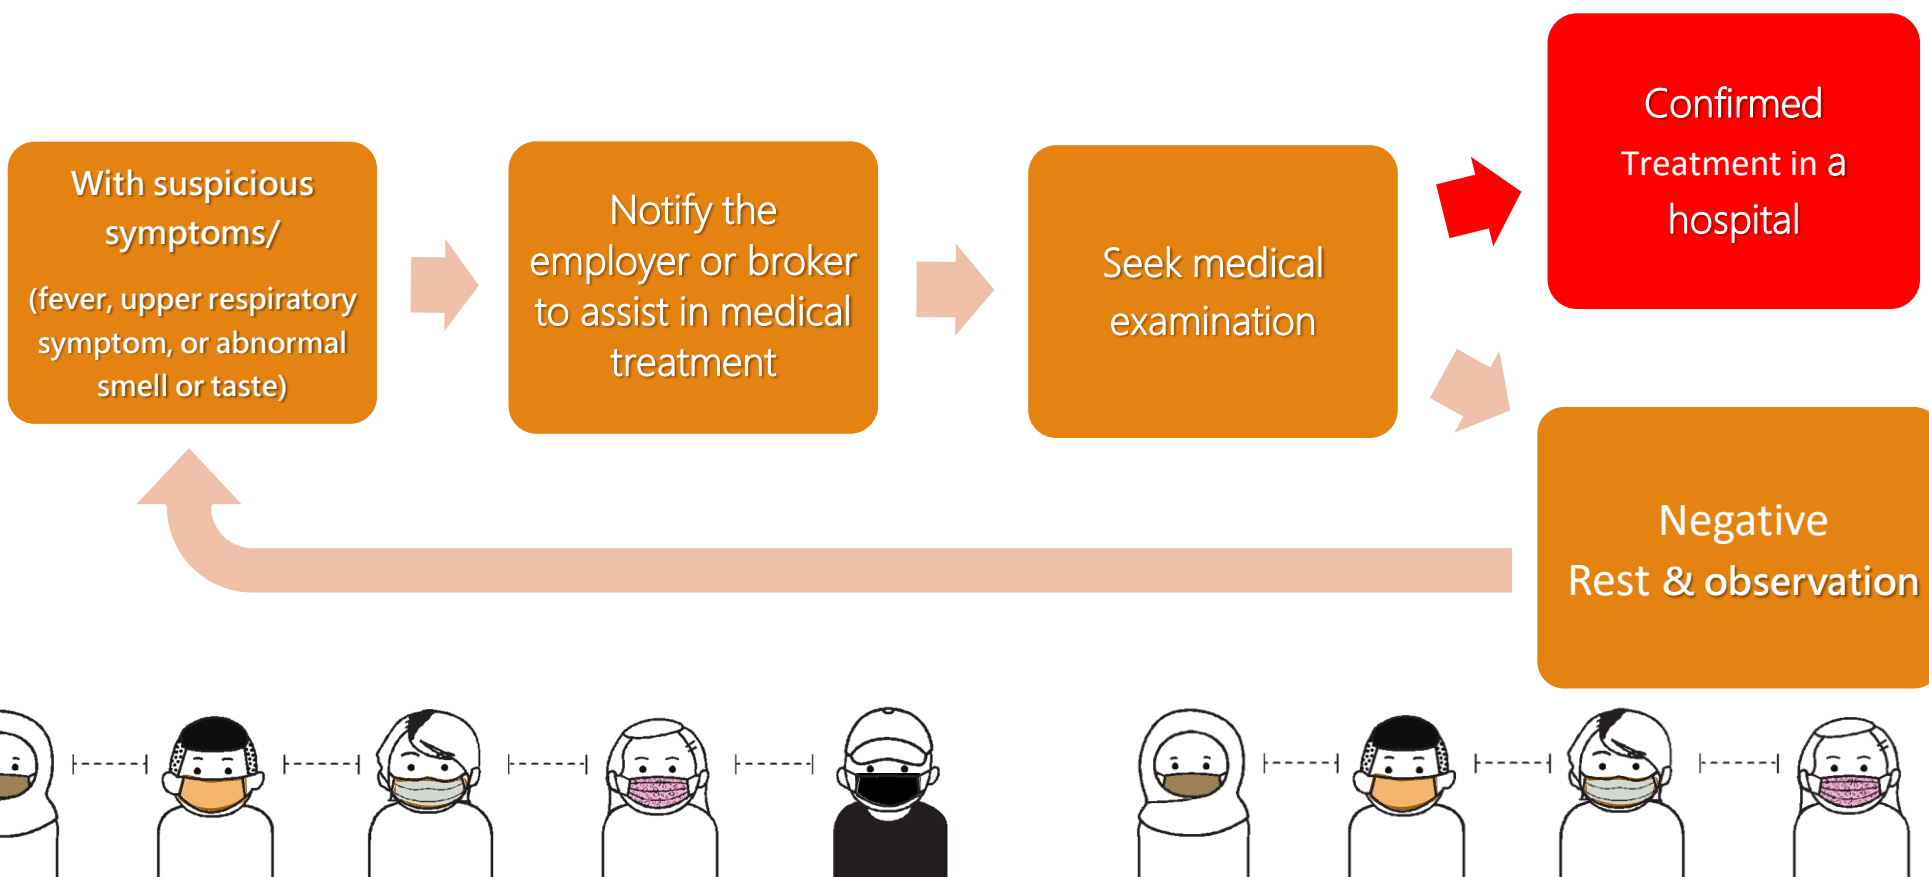 With suspicious
symptoms/
(fever, upper respiratory
symptom, or abnormal
smell or taste)
Notify the
employer or broker
to assist in medical
treatment
Seek medical
examination
Confirmed
Treatment in a
hospital
Negative
Rest & observation